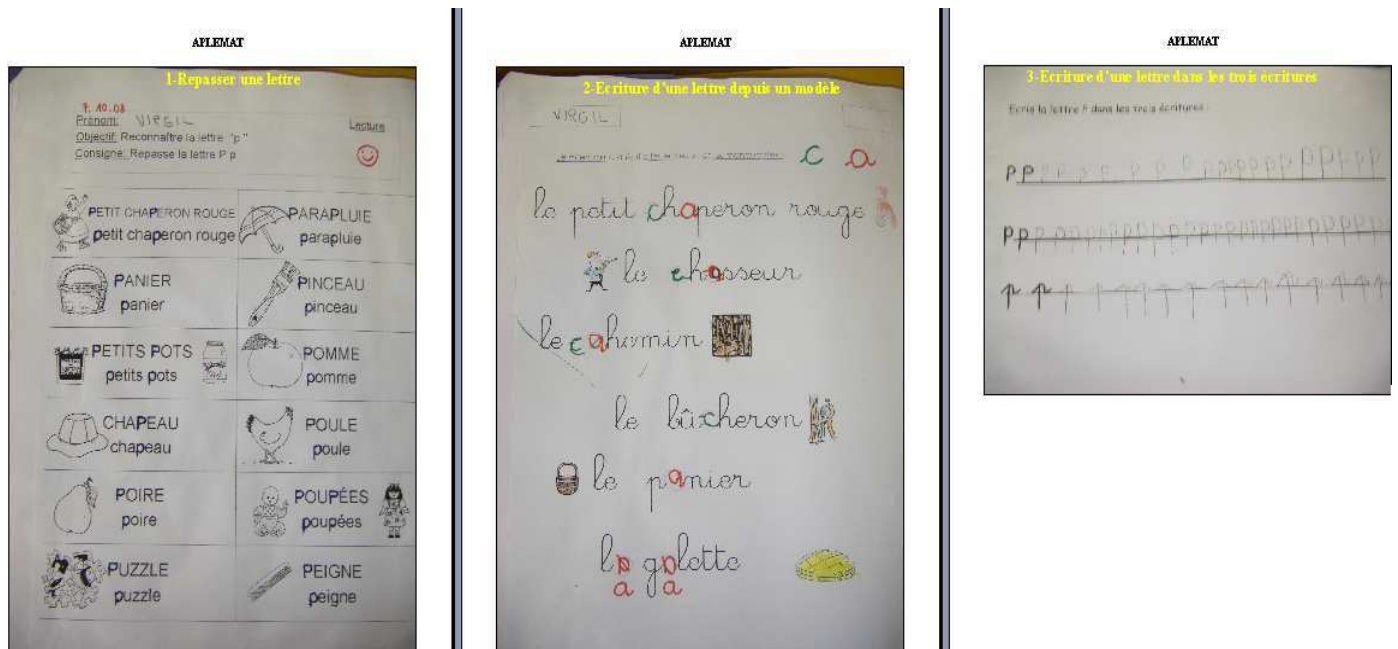 APLEMAT
1-Repasser une lettre
7.10.08
Prénom: VIRGIL
Lecture
Objectif: Reconnaître la lettre "p"
Consigne: Repasse la lettre P p
PETIT CHAPERON ROUGE
petit chaperon rouge
PARAPLUIE
parapluie
PANIER
panier
PINCEAU
pinceau
PETITS POTS
petits pots
POMME
pomme
CHAPEAU
chapeau
POULE
poule
POIRE
poire
POUPÉES
poupées
PUZZLE
puzzle
PEIGNE
peigne
APLEMAT
2-Ecriture d'une lettre depuis un modèle
VIRGIL
c a
le petit chaperon rouge
le chasseur
le cahemin
le bûcheron
le panier
la galette
a a
APLEMAT
3-Ecriture d'une lettre dans les trois écritures
Ecris la lettre P dans les trois écritures :
P P P P P P P P P P P P P P P P P P P
p p p p p p p p p p p p p p p p p p p p
p p p p p p p p p p p p p p p